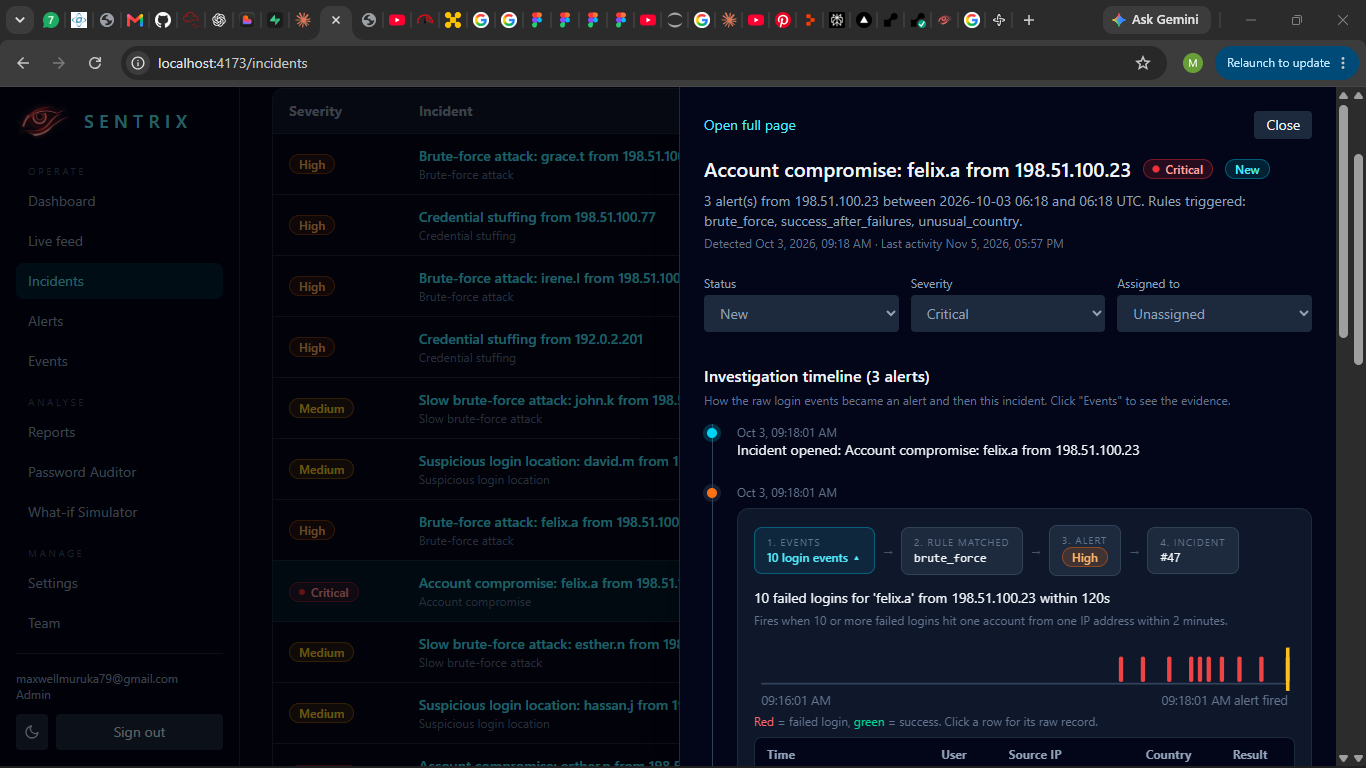 Ask Gemini
localhost:4173/incidents
M
Relaunch to update
SENTRIX
OPERATE
Dashboard
Live feed
Incidents
Alerts
Events
ANALYSE
Reports
Password Auditor
What-if Simulator
MANAGE
Settings
Team
maxwellmuruka79@gmail.com
Admin
Sign out
Severity Incident
High Brute-force attack: grace.t from 198.51.10
Brute-force attack
High Credential stuffing from 198.51.100.77
Credential stuffing
High Brute-force attack: irene.l from 198.51.100
Brute-force attack
High Credential stuffing from 192.0.2.201
Credential stuffing
Medium Slow brute-force attack: john.k from 198.5
Slow brute-force attack
Medium Suspicious login location: david.m from 1
Suspicious login location
High Brute-force attack: felix.a from 198.51.100
Brute-force attack
Critical Account compromise: felix.a from 198.51.
Account compromise
Medium Slow brute-force attack: esther.n from 198
Slow brute-force attack
Medium Suspicious login location: hassan.j from 1
Suspicious login location
Account compromise: esther.n from 198.5
Open full page
Close
Account compromise: felix.a from 198.51.100.23 Critical New
3 alert(s) from 198.51.100.23 between 2026-10-03 06:18 and 06:18 UTC. Rules triggered:
brute_force, success_after_failures, unusual_country.
Detected Oct 3, 2026, 09:18 AM · Last activity Nov 5, 2026, 05:57 PM
Status Severity Assigned to
New Critical Unassigned
Investigation timeline (3 alerts)
How the raw login events became an alert and then this incident. Click "Events" to see the evidence.
Oct 3, 09:18:01 AM
Incident opened: Account compromise: felix.a from 198.51.100.23
Oct 3, 09:18:01 AM
1. EVENTS
10 login events ▲
→
2. RULE MATCHED
brute_force
→
3. ALERT
High
→
4. INCIDENT
#47
10 failed logins for 'felix.a' from 198.51.100.23 within 120s
Fires when 10 or more failed logins hit one account from one IP address within 2 minutes.
09:16:01 AM 09:18:01 AM alert fired
Red = failed login, green = success. Click a row for its raw record.
Time User Source IP Country Result